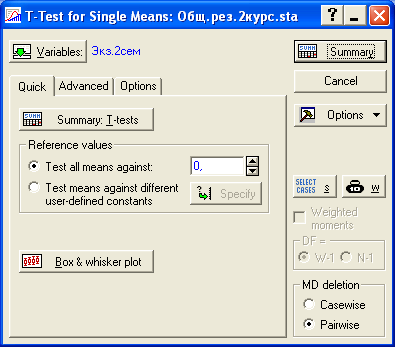 T-Test for Single Means: Общ.рез.2курс.sta
Variables: Экз.2сем
Quick Advanced Options
Summary: T-tests
Reference values
Test all means against: 0,
Test means against different
user-defined constants
Specify
Box & whisker plot
SUMM Summary
Cancel
Options
SELECT
CASES S W
Weighted
moments
DF =
W-1 N-1
MD deletion
Casewise
Pairwise